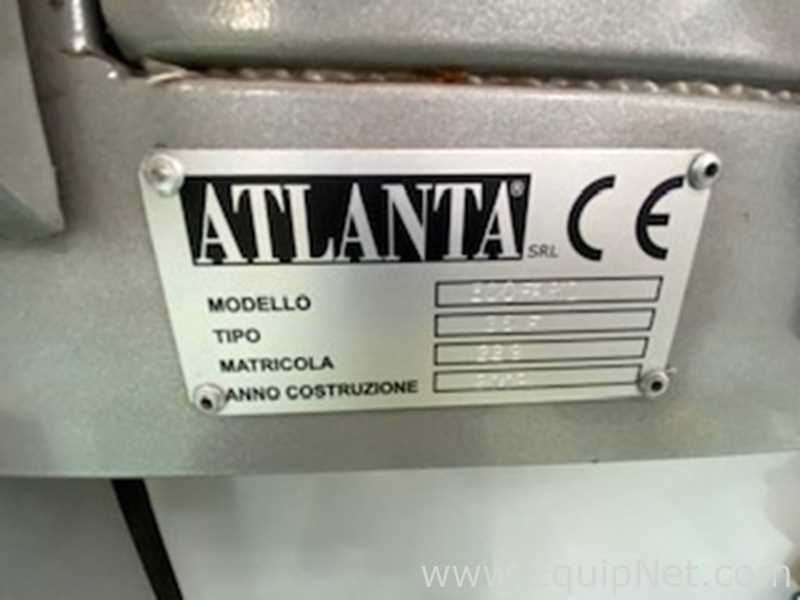 ATLANTA®
SRL
CE
MODELLO
TIPO
MATRICOLA
ANNO COSTRUZIONE
www.EquipNet.com